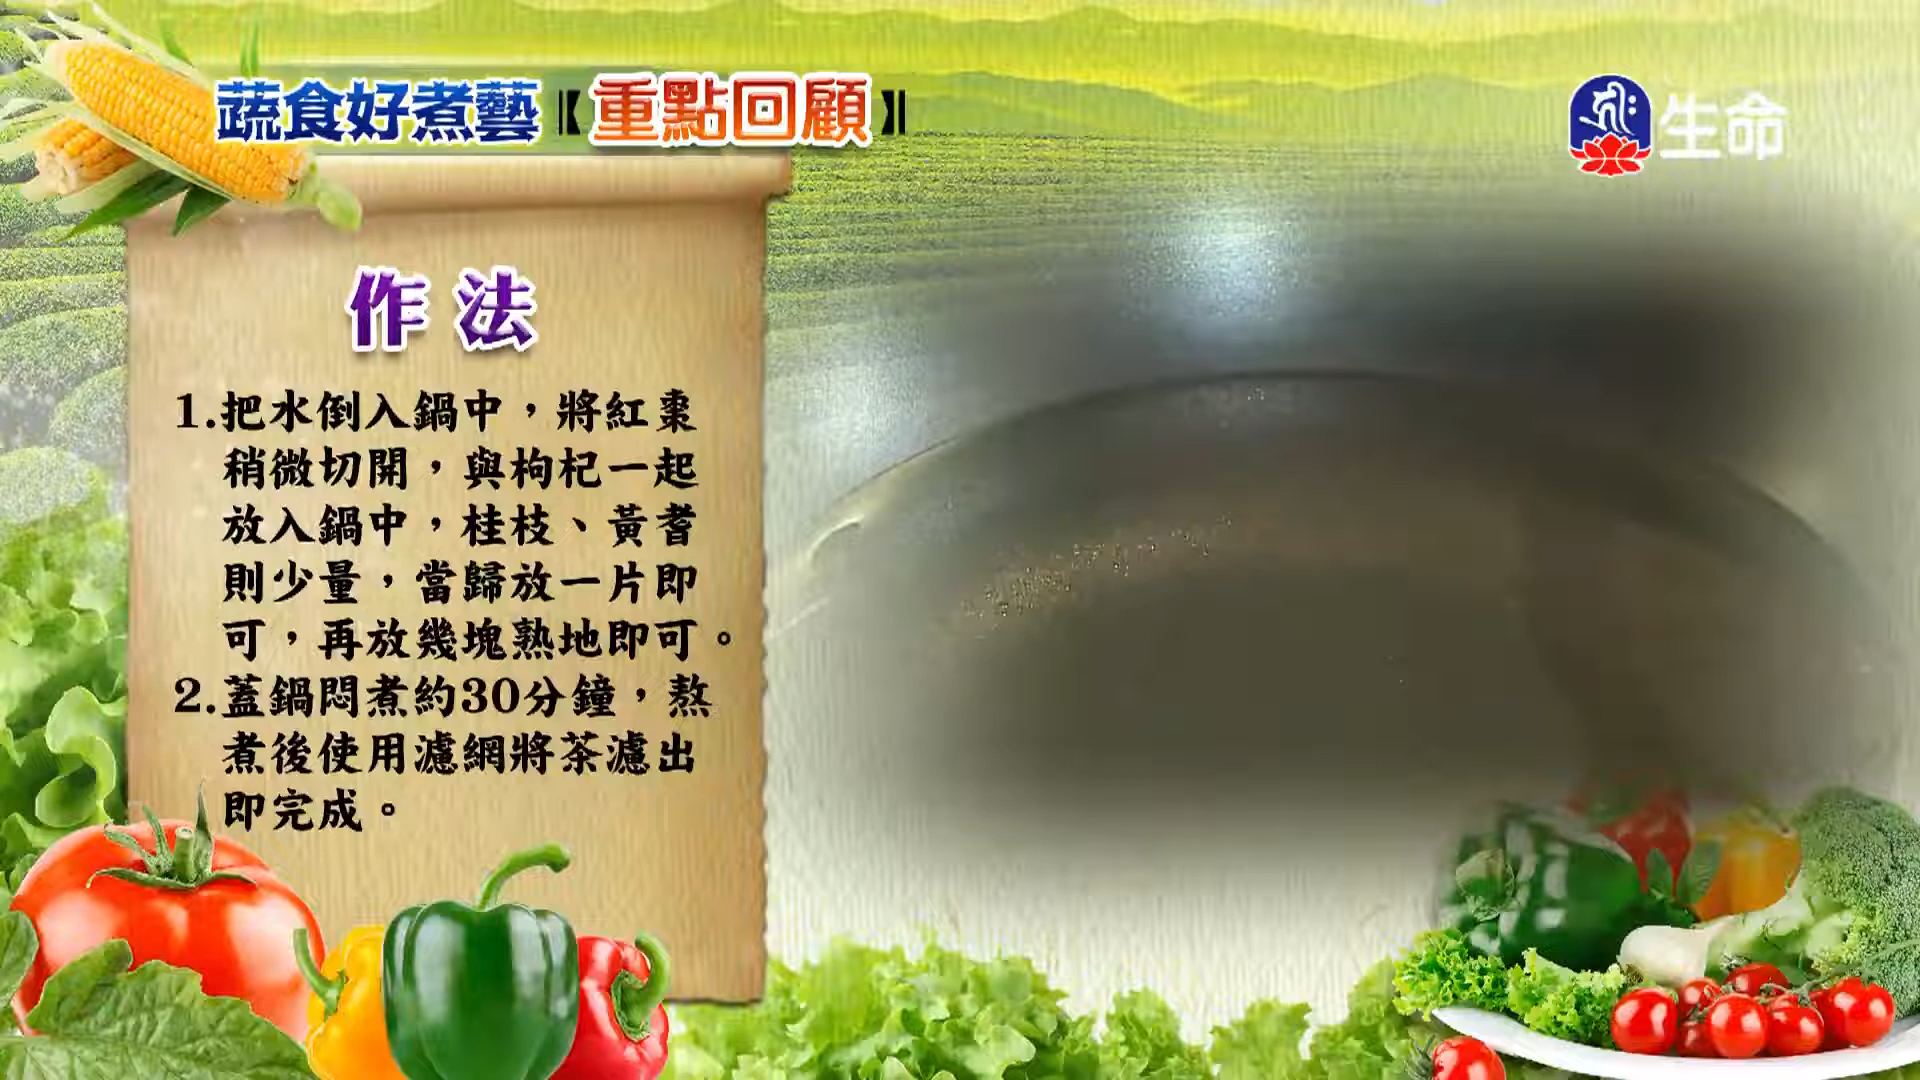 蔬食好煮藝【重點回顧】
生命
作法
1.把水倒入鍋中，將紅棗
稍微切開，與枸杞一起
放入鍋中，桂枝、黃耆
則少量，當歸放一片即
可，再放幾塊熟地即可。
2.蓋鍋悶煮約30分鐘，熬
煮後使用濾網將茶濾出
即完成。